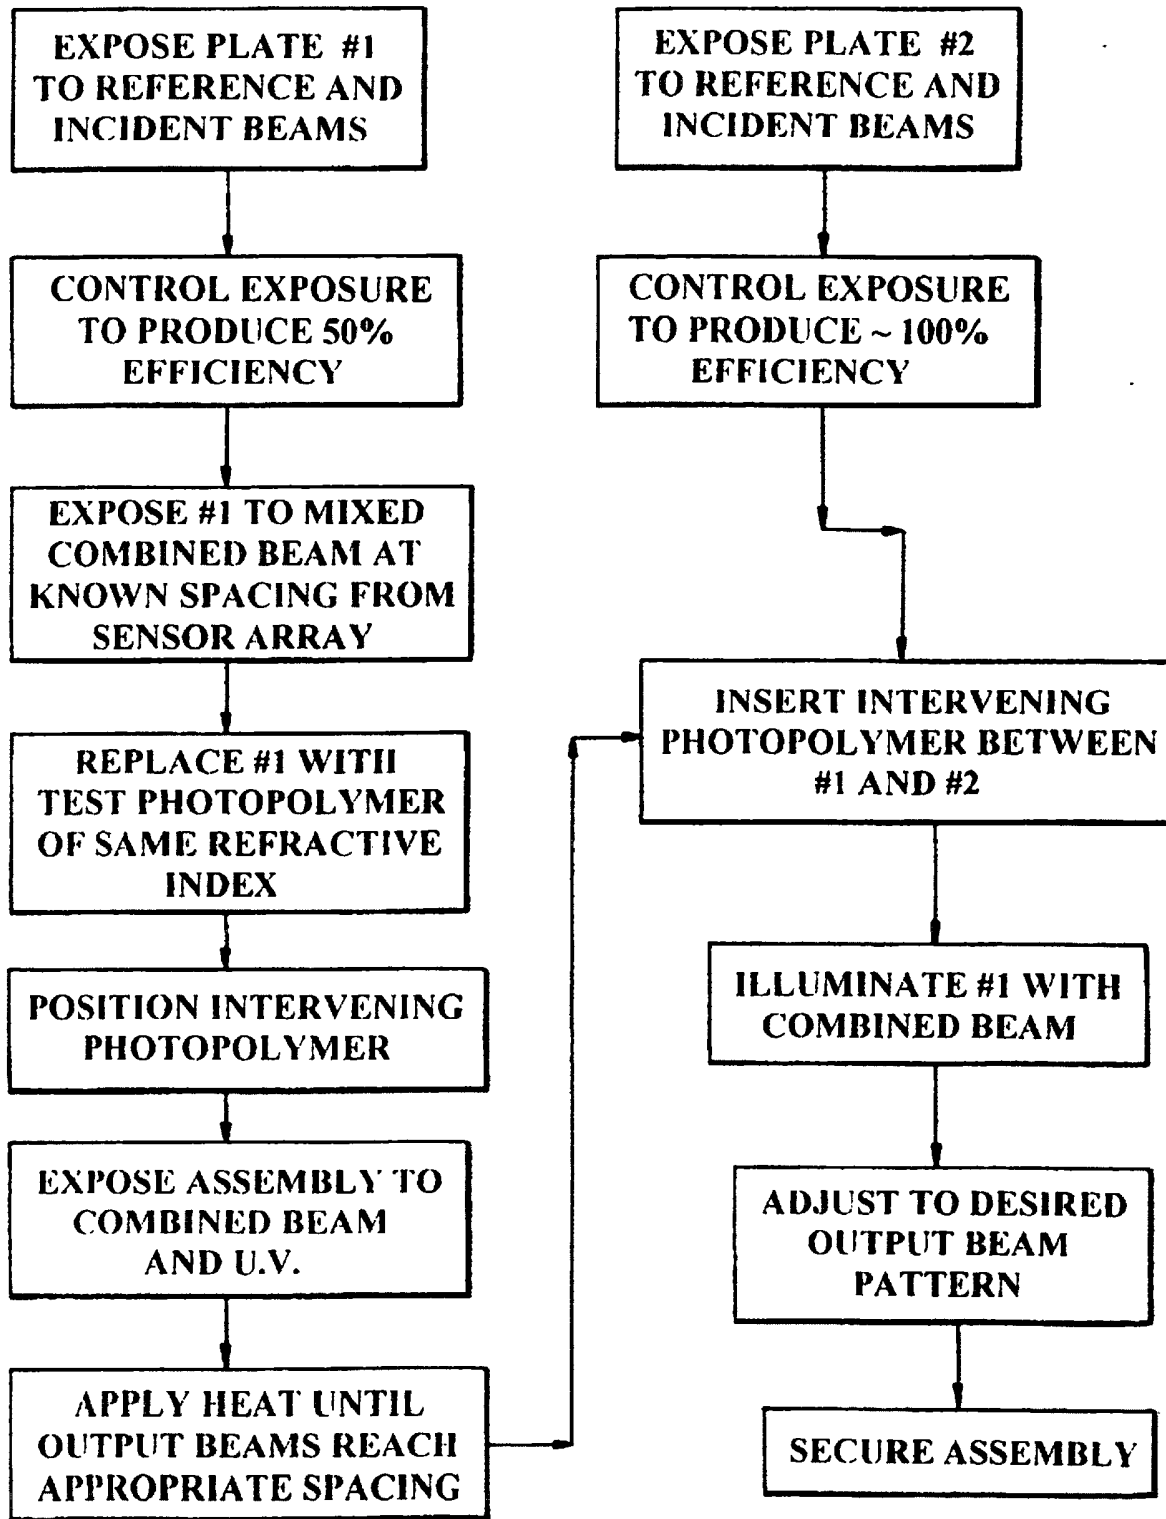 EXPOSE PLATE #1
TO REFERENCE AND
INCIDENT BEAMS
CONTROL EXPOSURE
TO PRODUCE 50%
EFFICIENCY
EXPOSE #1 TO MIXED
COMBINED BEAM AT
KNOWN SPACING FROM
SENSOR ARRAY
REPLACE #1 WITH
TEST PHOTOPOLYMER
OF SAME REFRACTIVE
INDEX
POSITION INTERVENING
PHOTOPOLYMER
EXPOSE ASSEMBLY TO
COMBINED BEAM
AND U.V.
APPLY HEAT UNTIL
OUTPUT BEAMS REACH
APPROPRIATE SPACING
EXPOSE PLATE #2
TO REFERENCE AND
INCIDENT BEAMS
CONTROL EXPOSURE
TO PRODUCE ~ 100%
EFFICIENCY
INSERT INTERVENING
PHOTOPOLYMER BETWEEN
#1 AND #2
ILLUMINATE #1 WITH
COMBINED BEAM
ADJUST TO DESIRED
OUTPUT BEAM
PATTERN
SECURE ASSEMBLY